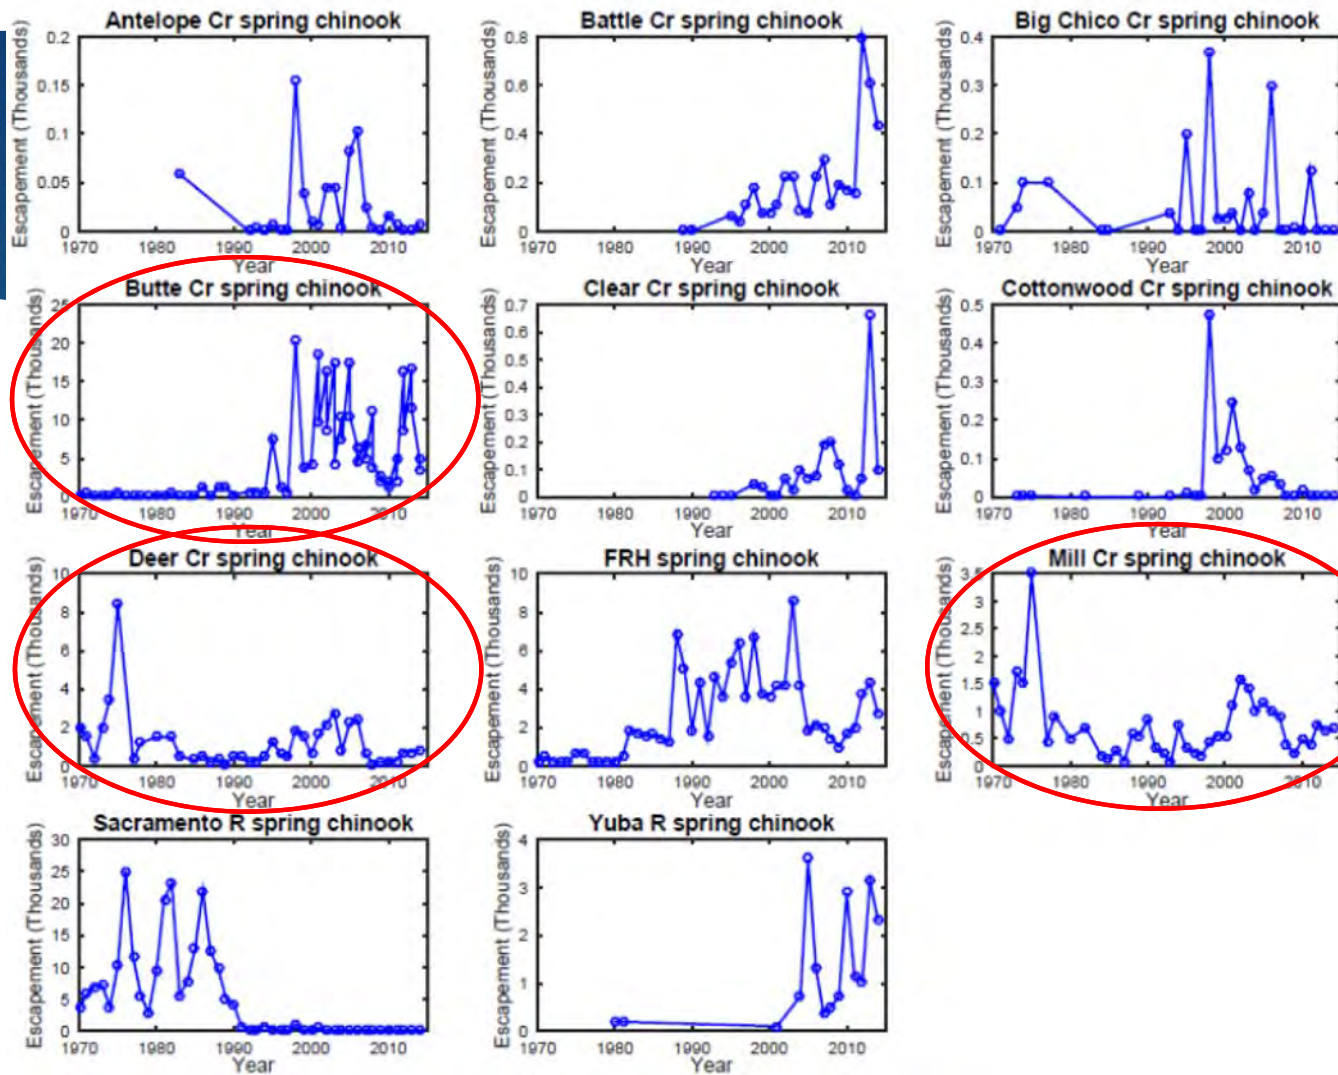 Antelope Cr spring chinook
Escapement (Thousands)
0.2
0.15
0.1
0.05
0
1970 1980 1990 2000 2010
Year
Battle Cr spring chinook
Escapement (Thousands)
0.8
0.6
0.4
0.2
0
1970 1980 1990 2000 2010
Year
Big Chico Cr spring chinook
Escapement (Thousands)
0.4
0.3
0.2
0.1
0
1970 1980 1990 2000 2010
Year
Butte Cr spring chinook
Escapement (Thousands)
25
20
15
10
5
0
1970 1980 1990 2000 2010
Year
Clear Cr spring chinook
Escapement (Thousands)
0.7
0.6
0.5
0.4
0.3
0.2
0.1
0
1970 1980 1990 2000 2010
Year
Cottonwood Cr spring chinook
Escapement (Thousands)
0.5
0.4
0.3
0.2
0.1
0
1970 1980 1990 2000 2010
Year
Deer Cr spring chinook
Escapement (Thousands)
10
8
6
4
2
0
1970 1980 1990 2000 2010
Year
FRH spring chinook
Escapement (Thousands)
10
8
6
4
2
0
1970 1980 1990 2000 2010
Year
Mill Cr spring chinook
Escapement (Thousands)
3.5
3
2.5
2
1.5
1
0.5
0
1970 1980 1990 2000 2010
Year
Sacramento R spring chinook
Escapement (Thousands)
30
25
20
15
10
5
0
1970 1980 1990 2000 2010
Year
Yuba R spring chinook
Escapement (Thousands)
4
3
2
1
0
1970 1980 1990 2000 2010
Year